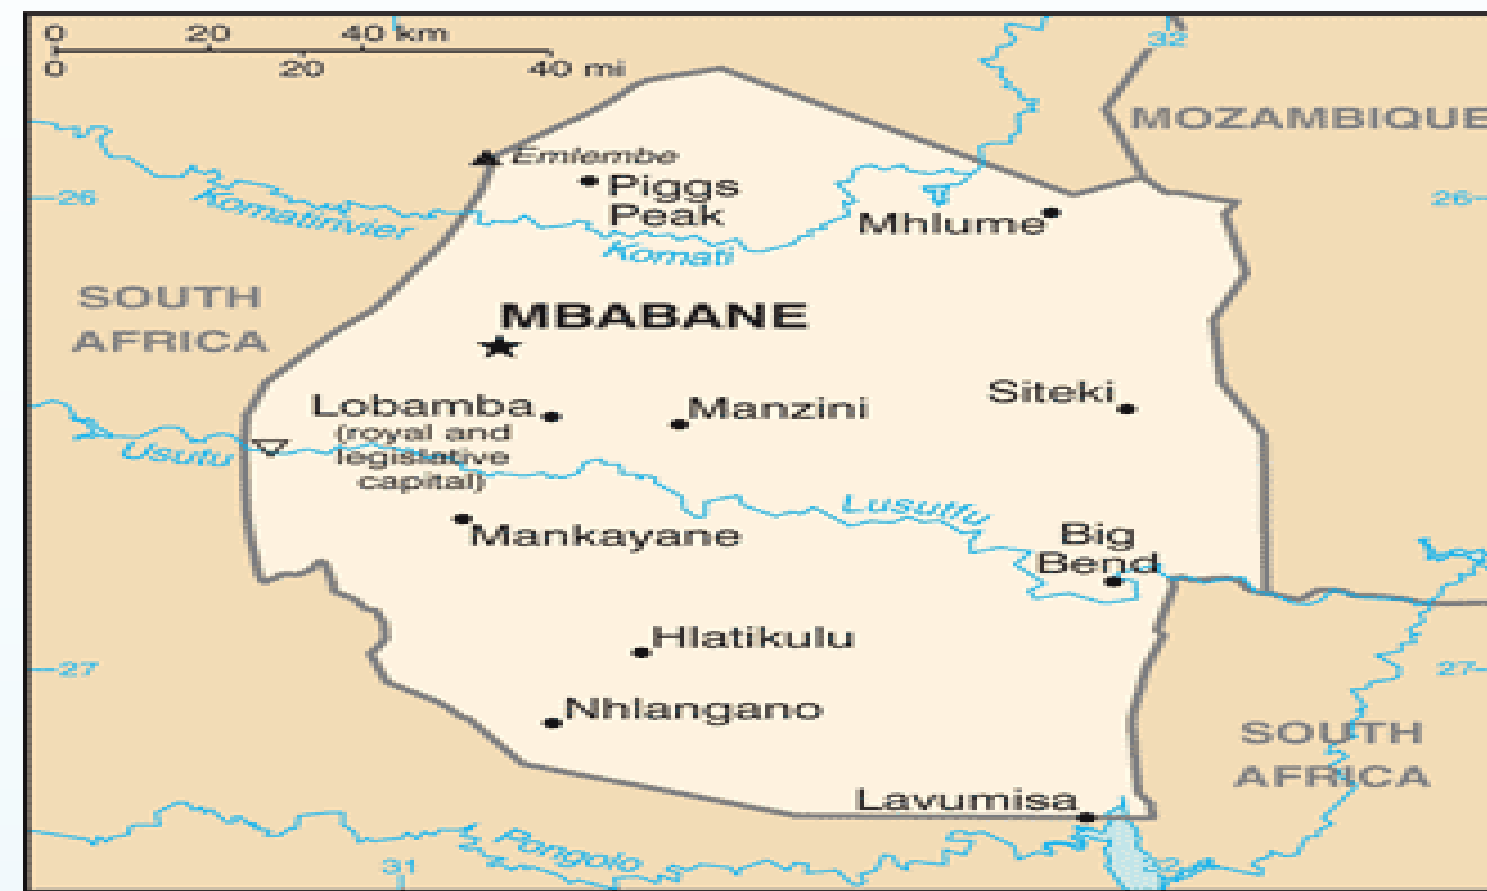 0 20 40 km
0 20 40 mi
32
MOZAMBIQUE
Emlembe
Piggs
Peak
26
26
Komatirivier
Mhlume
Komati
SOUTH
AFRICA
MBABANE
Siteki
Lobamba
(royal and
legislative
capital)
Manzini
Usutu
Lusutfu
Mankayane
Big
Bend
Hlatikulu
27
27
Nhlangano
SOUTH
AFRICA
Lavumisa
Pongolo
31
32